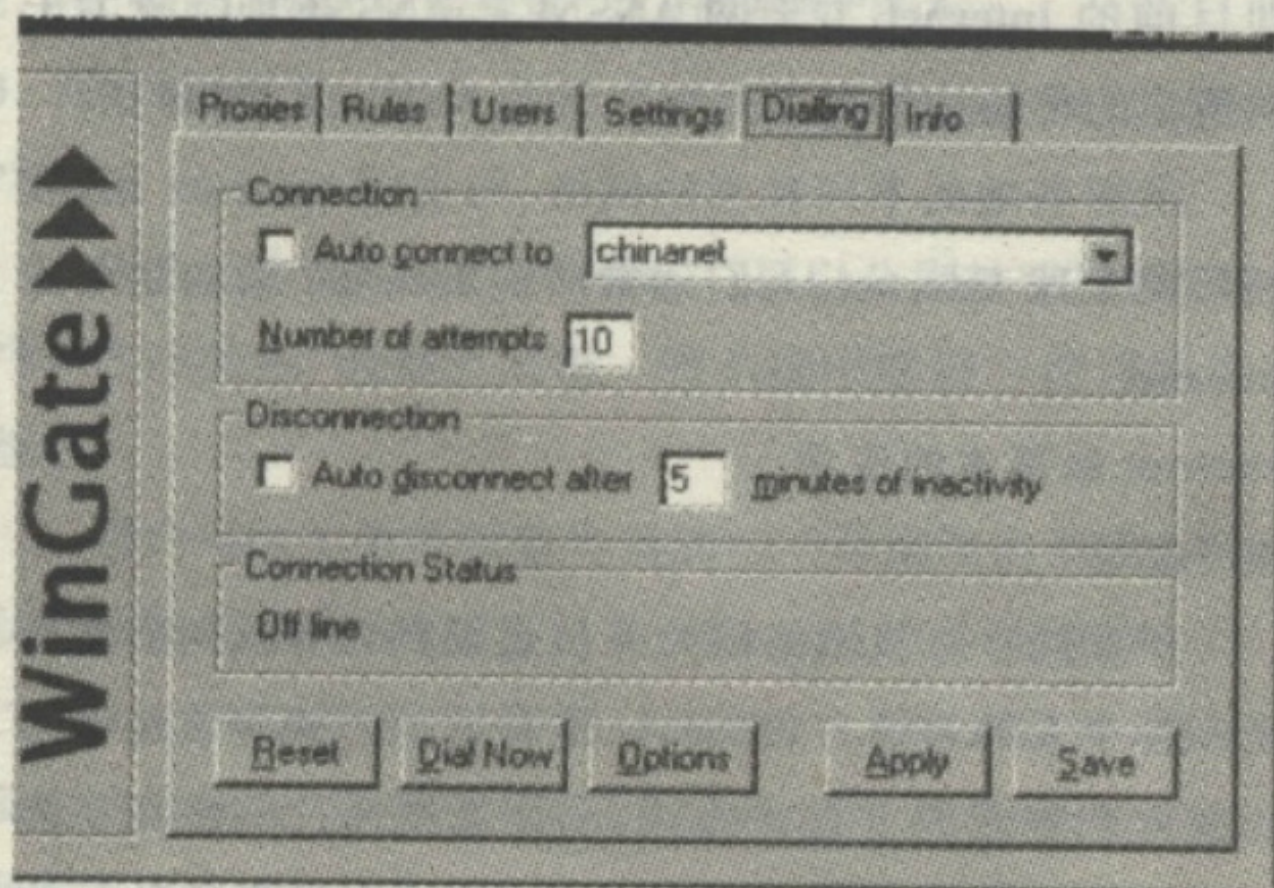 WinGate
Proxies Rules Users Settings Dialling Info
Connection
Auto connect to chinanet
Number of attempts 10
Disconnection
Auto disconnect after 5 minutes of inactivity
Connection Status
Off line
Reset Dial Now Options Apply Save